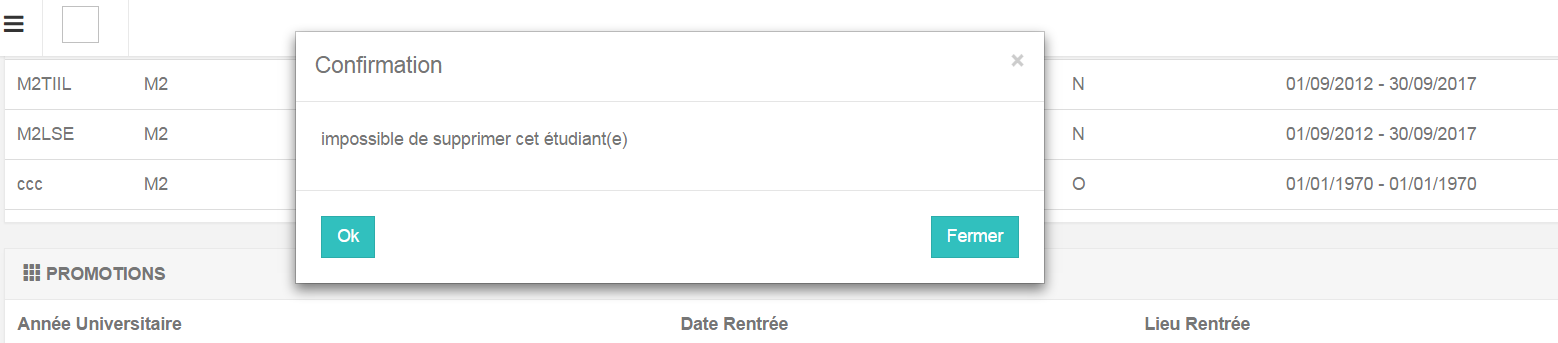 Confirmation
×
impossible de supprimer cet étudiant(e)
Ok Fermer
M2TIIL M2 N 01/09/2012 - 30/09/2017
M2LSE M2 N 01/09/2012 - 30/09/2017
ccc M2 O 01/01/1970 - 01/01/1970
PROMOTIONS
Année Universitaire Date Rentrée Lieu Rentrée